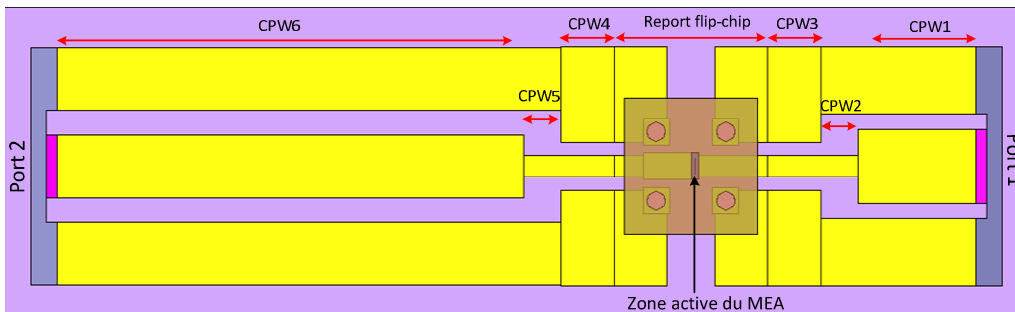 CPW6
CPW4
Report flip-chip
CPW3
CPW1
CPW5
CPW2
Port 2
Port 1
Zone active du MEA